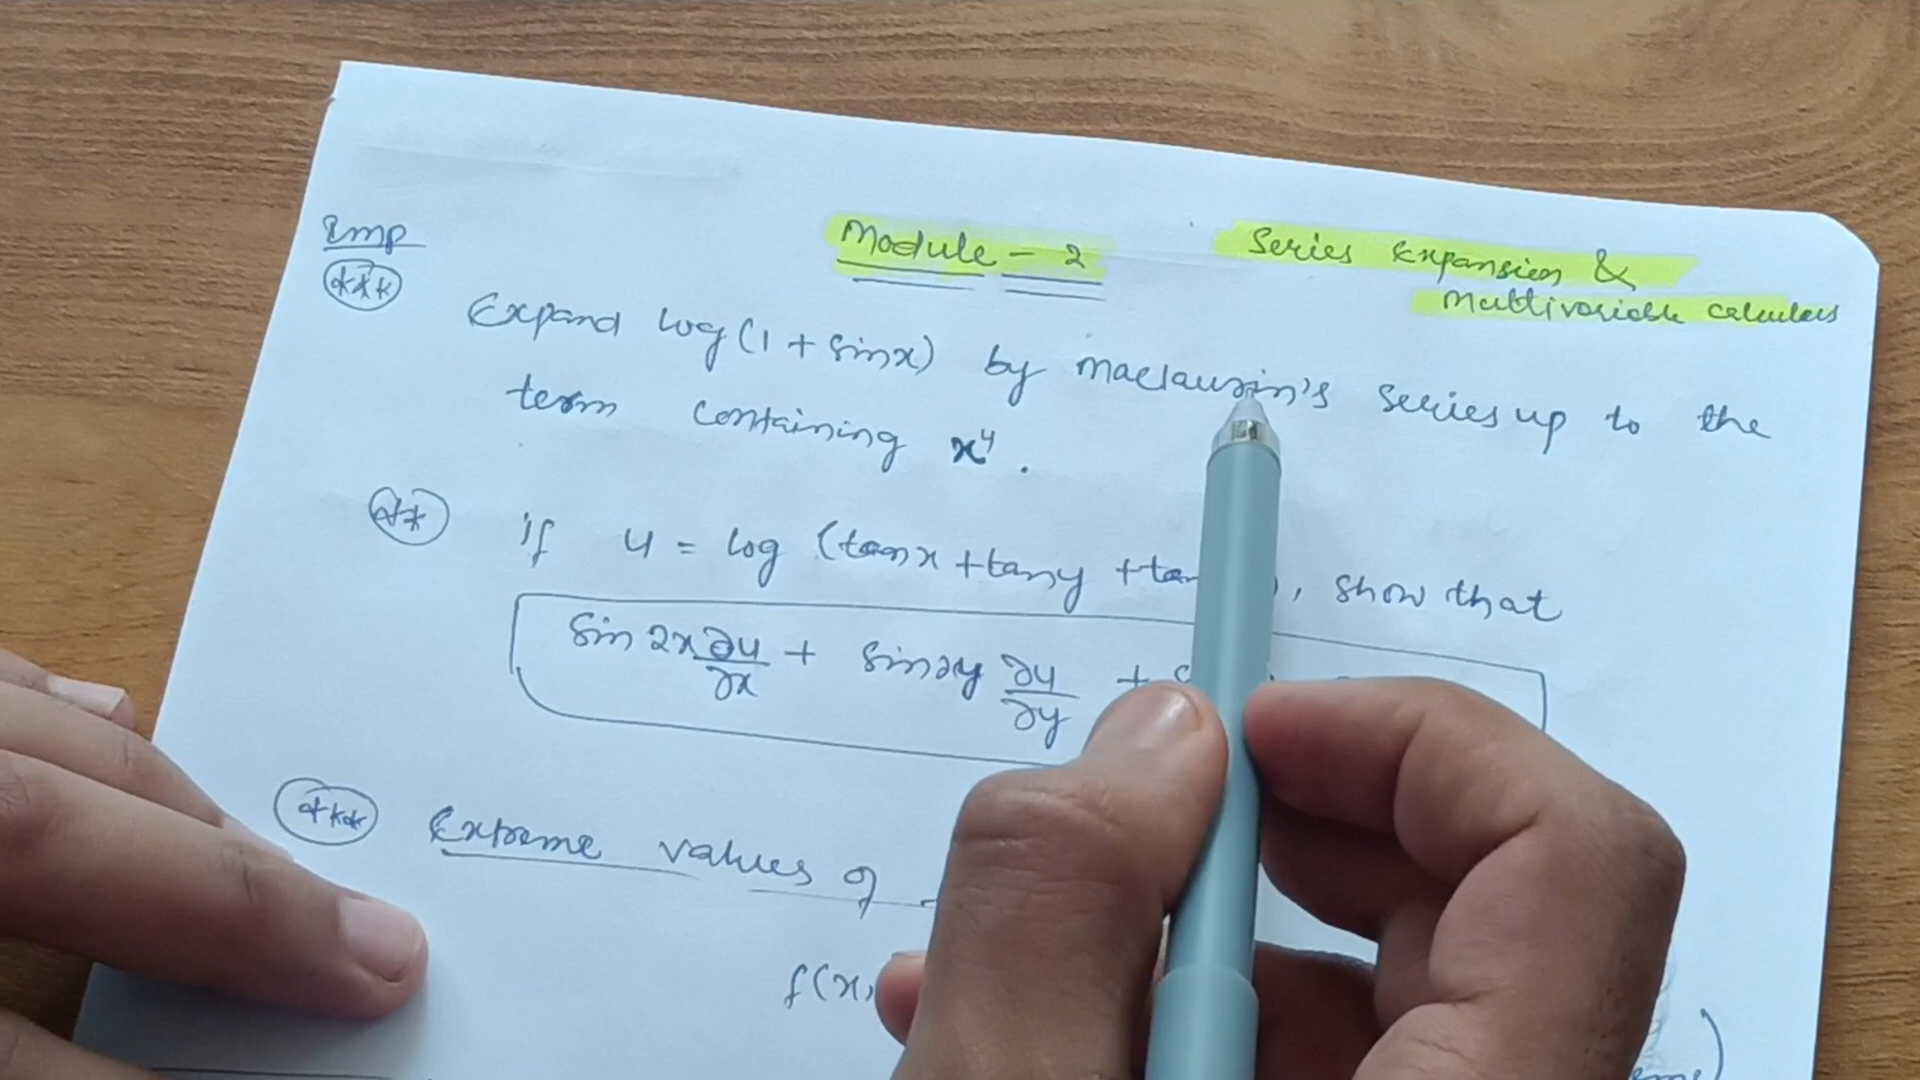 Imp
Module - 2
Series Expansion &
Multivariable calculus
*** Expand log(1 + sinx) by maclaurin's series up to the
term containing x⁴.
** If u = log (tanx + tany + tan , show that
sin 2x ∂u/∂x + sin2y ∂u/∂y +
*** Extreme values of
f(x,